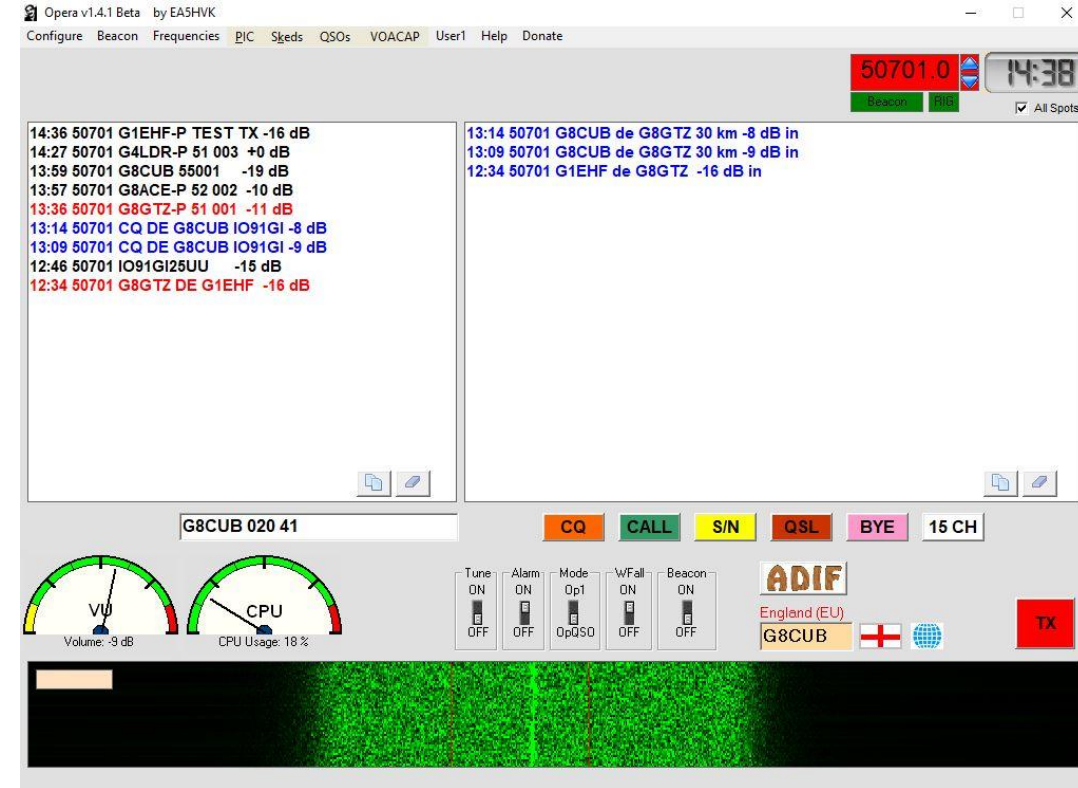 Opera v1.4.1 Beta by EA5HVK
Configure Beacon Frequencies PIC Skeds QSOs VOACAP User1 Help Donate
50701.0
14:38
Beacon RIG
All Spots
14:36 50701 G1EHF-P TEST TX -16 dB
14:27 50701 G4LDR-P 51 003 +0 dB
13:59 50701 G8CUB 55001 -19 dB
13:57 50701 G8ACE-P 52 002 -10 dB
13:36 50701 G8GTZ-P 51 001 -11 dB
13:14 50701 CQ DE G8CUB IO91GI -8 dB
13:09 50701 CQ DE G8CUB IO91GI -9 dB
12:46 50701 IO91GI25UU -15 dB
12:34 50701 G8GTZ DE G1EHF -16 dB
13:14 50701 G8CUB de G8GTZ 30 km -8 dB in
13:09 50701 G8CUB de G8GTZ 30 km -9 dB in
12:34 50701 G1EHF de G8GTZ -16 dB in
G8CUB 020 41
CQ CALL S/N QSL BYE 15 CH
VU
Volume: -9 dB
CPU
CPU Usage: 18 %
Tune Alarm Mode WFall Beacon
ON ON Op1 ON ON
OFF OFF OpQSO OFF OFF
ADIF
England (EU)
G8CUB
TX